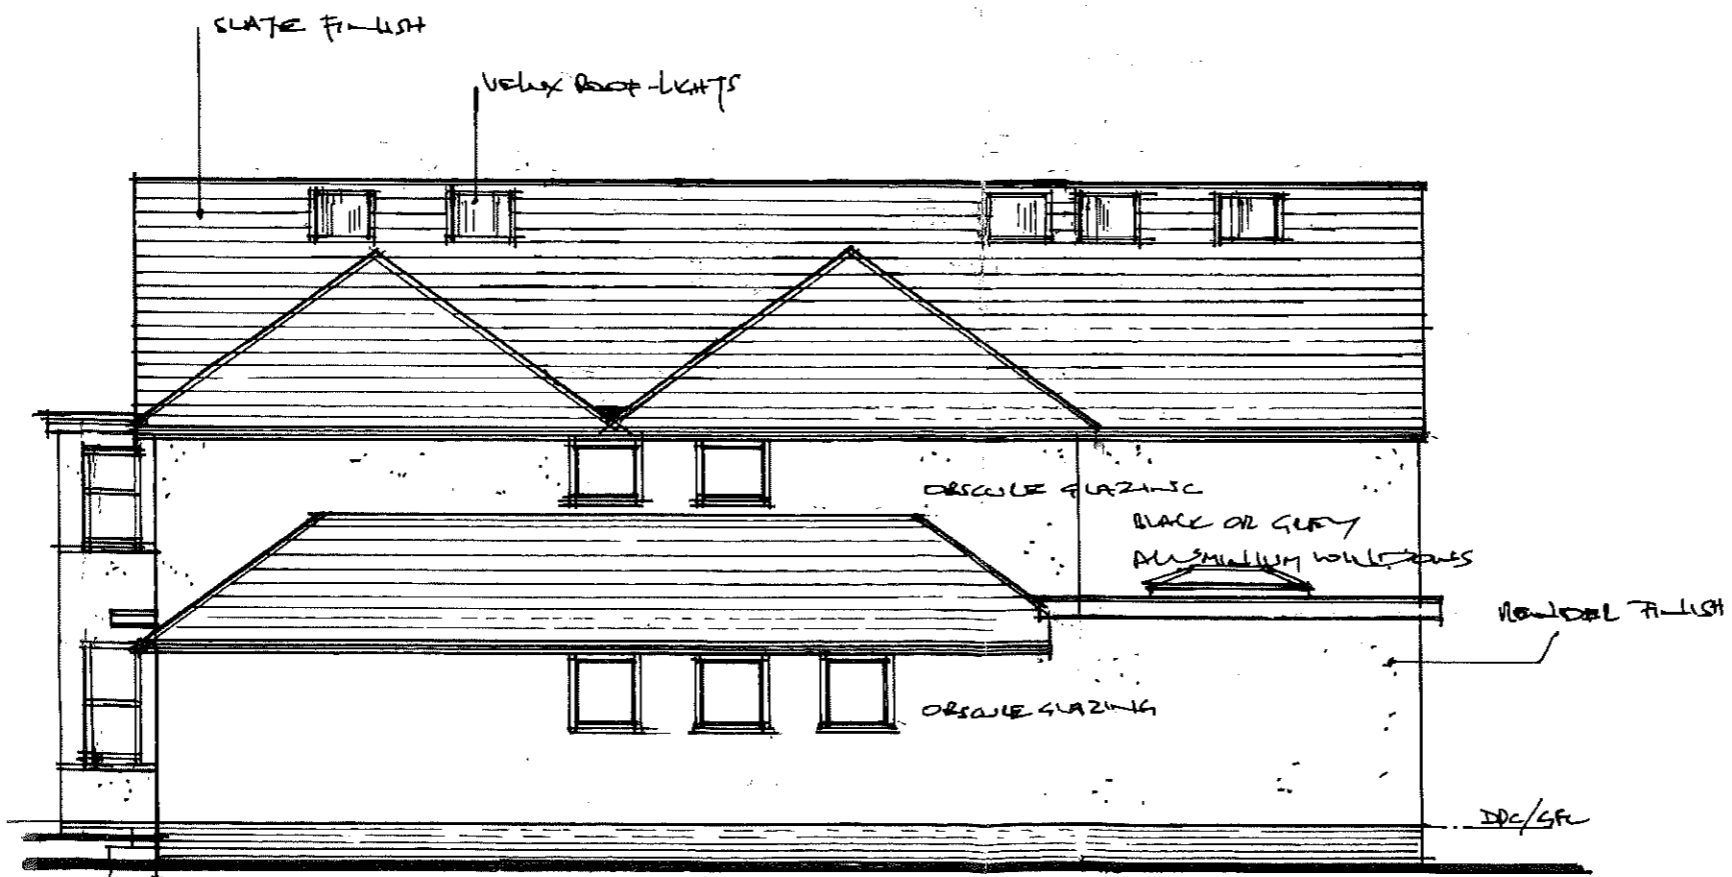 SLATE FINISH
VELUX ROOF-LIGHTS
OBSCURE GLAZING
BLACK OR GREY
ALUMINIUM WINDOWS
RENDER FINISH
OBSCURE GLAZING
DPC/GFL